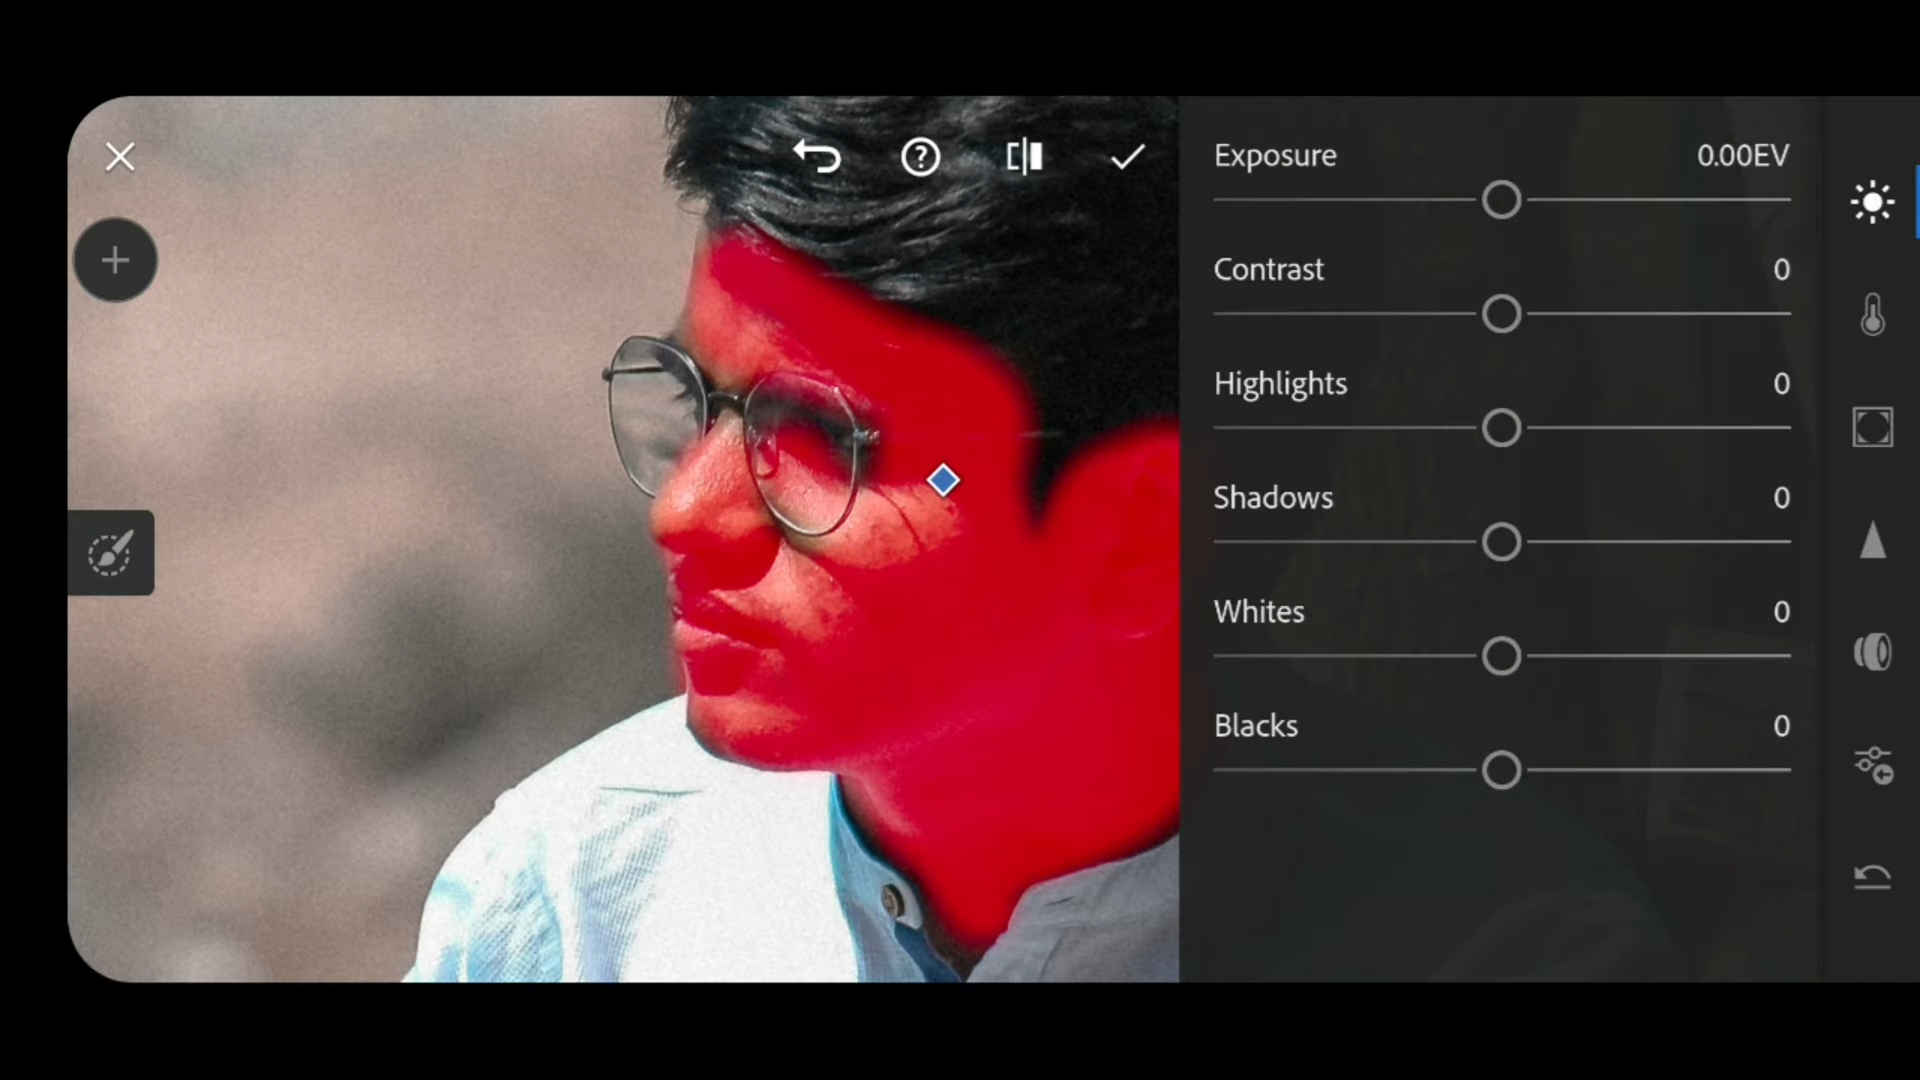 Exposure 0.00EV
Contrast 0
Highlights 0
Shadows 0
Whites 0
Blacks 0